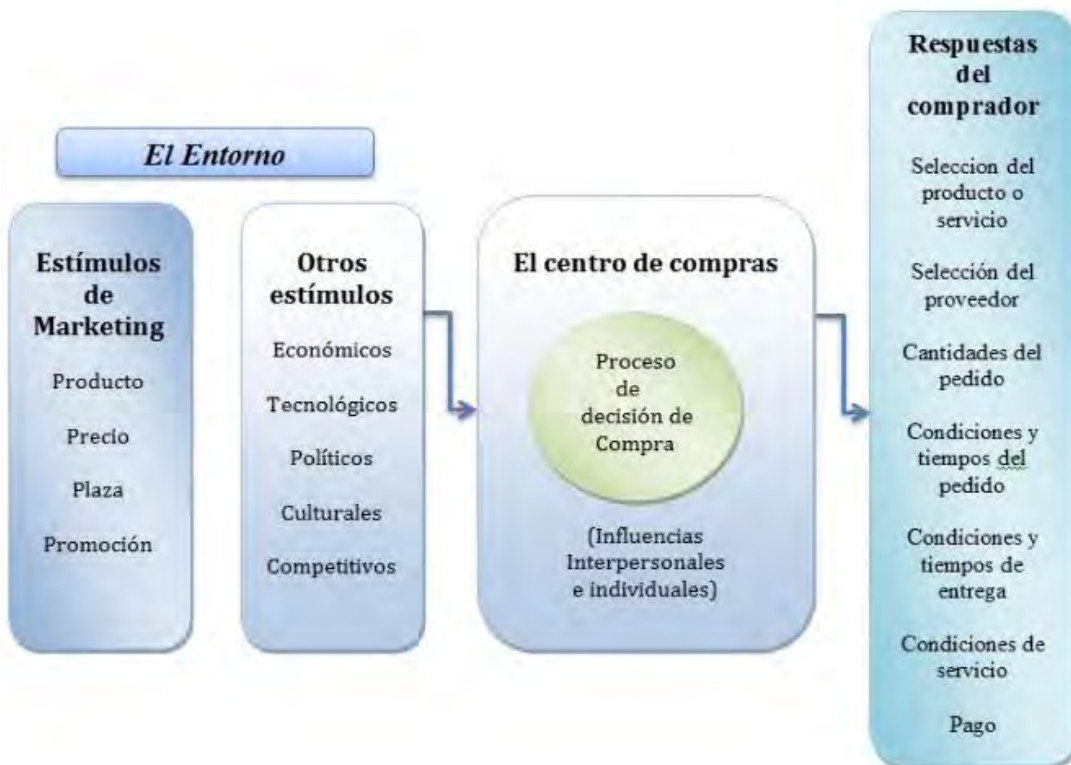 El Entorno
Estímulos
de
Marketing
Producto
Precio
Plaza
Promoción
Otros
estímulos
Económicos
Tecnológicos
Políticos
Culturales
Competitivos
El centro de compras
Proceso
de
decisión de
Compra
(Influencias
Interpersonales
e individuales)
Respuestas
del
comprador
Seleccion del
producto o
servicio
Selección del
proveedor
Cantidades del
pedido
Condiciones y
tiempos del
pedido
Condiciones y
tiempos de
entrega
Condiciones de
servicio
Pago